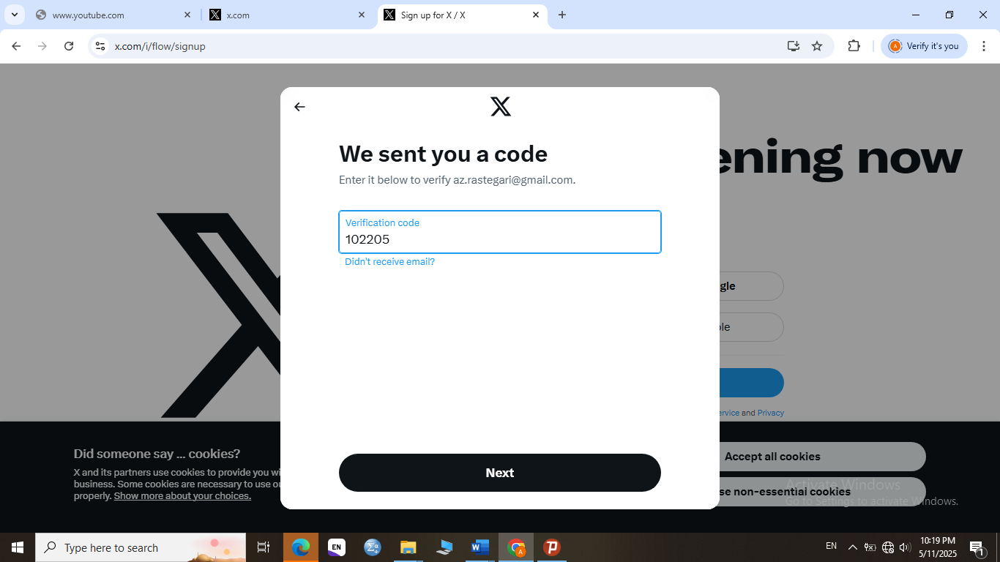 www.youtube.com
x.com
Sign up for X / X
x.com/i/flow/signup
A
Verify it's you
ening now
We sent you a code
Enter it below to verify az.rastegari@gmail.com.
Verification code
102205
Didn't receive email?
gle
ole
ervice and Privacy
Did someone say … cookies?
X and its partners use cookies to provide you wi
business. Some cookies are necessary to use ou
properly. Show more about your choices.
Next
Accept all cookies
se non-essential cookies
Activate Windows
Go to Settings to activate Windows.
Type here to search
EN
EN
10:19 PM
5/11/2025
1